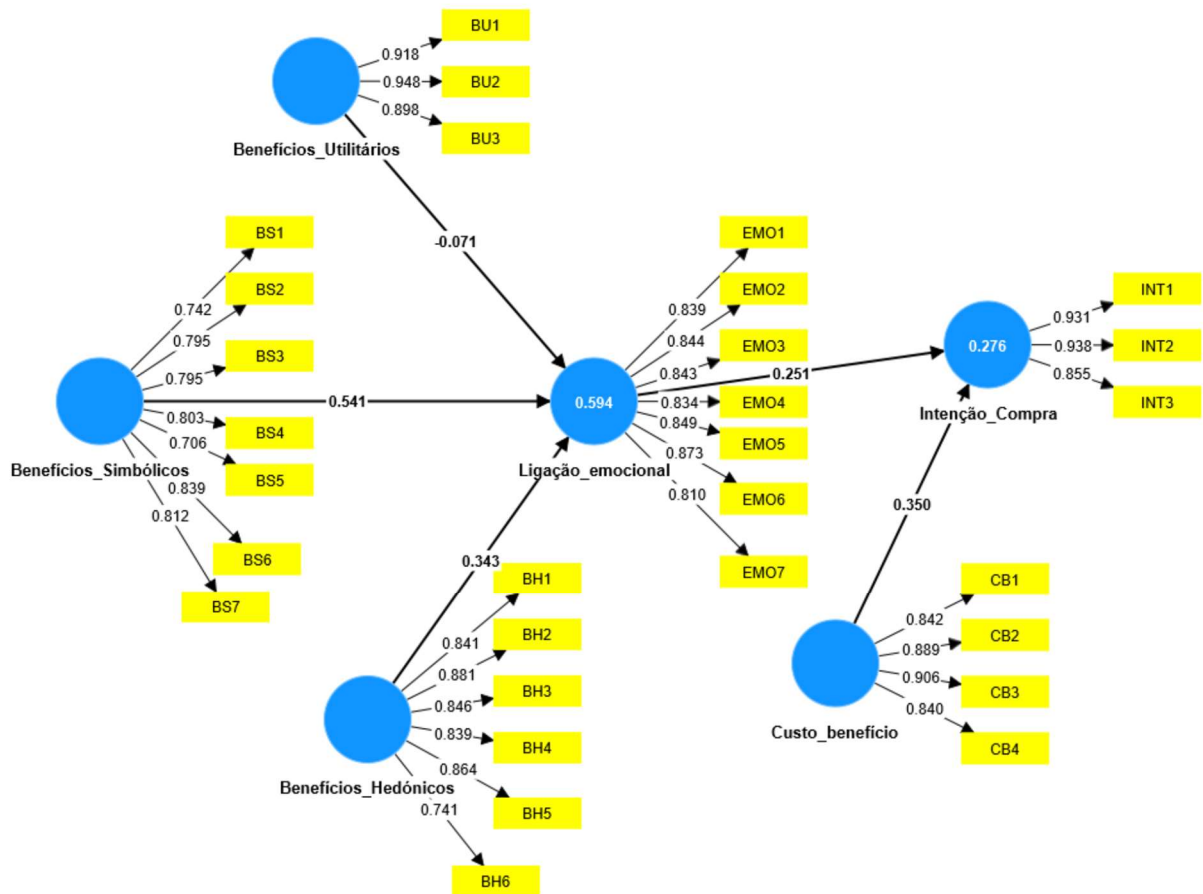 BU1
0.918
BU2
0.948
0.898
BU3
Benefícios_Utilitários
-0.071
BS1
BS2
0.742
0.795
BS3
0.795
0.803
BS4
0.706
BS5
Benefícios_Simbólicos
0.839
0.812
BS6
BS7
0.541
EMO1
EMO2
0.839
0.844
EMO3
0.843
0.834
EMO4
0.849
EMO5
0.873
0.810
EMO6
EMO7
0.594
Ligação_emocional
0.251
INT1
0.931
INT2
0.938
0.855
INT3
0.276
Intenção_Compra
0.350
0.343
BH1
BH2
0.841
0.881
BH3
0.846
0.839
BH4
0.864
BH5
0.741
BH6
Benefícios_Hedónicos
CB1
0.842
CB2
0.889
0.906
CB3
0.840
CB4
Custo_benefício